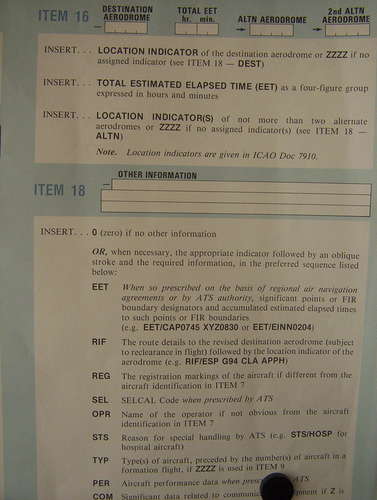 ITEM 16
DESTINATION AERODROME
TOTAL EET
hr. min.
ALTN AERODROME
2nd ALTN AERODROME
INSERT. . . LOCATION INDICATOR of the destination aerodrome or ZZZZ if no
assigned indicator (see ITEM 18 — DEST)
INSERT. . . TOTAL ESTIMATED ELAPSED TIME (EET) as a four-figure group
expressed in hours and minutes
INSERT. . . LOCATION INDICATOR(S) of not more than two alternate
aerodromes or ZZZZ if no assigned indicator(s) (see ITEM 18 —
ALTN)
Note. Location indicators are given in ICAO Doc 7910.
ITEM 18
OTHER INFORMATION
INSERT. . . 0 (zero) if no other information
OR, when necessary, the appropriate indicator followed by an oblique
stroke and the required information, in the preferred sequence listed
below:
EET When so prescribed on the basis of regional air navigation
agreements or by ATS authority, significant points or FIR
boundary designators and accumulated estimated elapsed times
to such points or FIR boundaries
(e.g. EET/CAP0745 XYZ0830 or EET/EINN0204)
RIF The route details to the revised destination aerodrome (subject
to reclearance in flight) followed by the location indicator of the
aerodrome (e.g. RIF/ESP G94 CLA APPH)
REG The registration markings of the aircraft if different from the
aircraft identification in ITEM 7
SEL SELCAL Code when prescribed by ATS
OPR Name of the operator if not obvious from the aircraft
identification in ITEM 7
STS Reason for special handling by ATS (e.g. STS/HOSP for
hospital aircraft)
TYP Type(s) of aircraft, preceded by the number(s) of aircraft in a
formation flight, if ZZZZ is used in ITEM 9
PER Aircraft performance data when ATS
COM Significant data related to if Z is